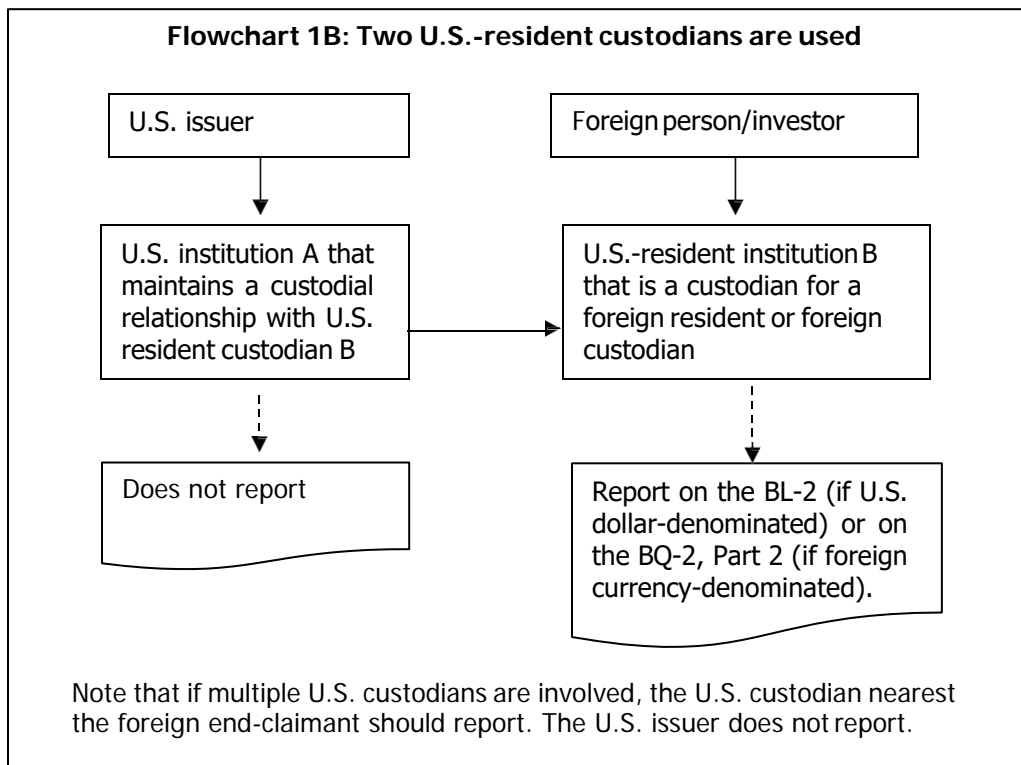 Flowchart 1B: Two U.S.-resident custodians are used
U.S. issuer
Foreign person/investor
U.S. institution A that
maintains a custodial
relationship with U.S.
resident custodian B
U.S.-resident institution B
that is a custodian for a
foreign resident or foreign
custodian
Does not report
Report on the BL-2 (if U.S.
dollar-denominated) or on
the BQ-2, Part 2 (if foreign
currency-denominated).
Note that if multiple U.S. custodians are involved, the U.S. custodian nearest
the foreign end-claimant should report. The U.S. issuer does not report.